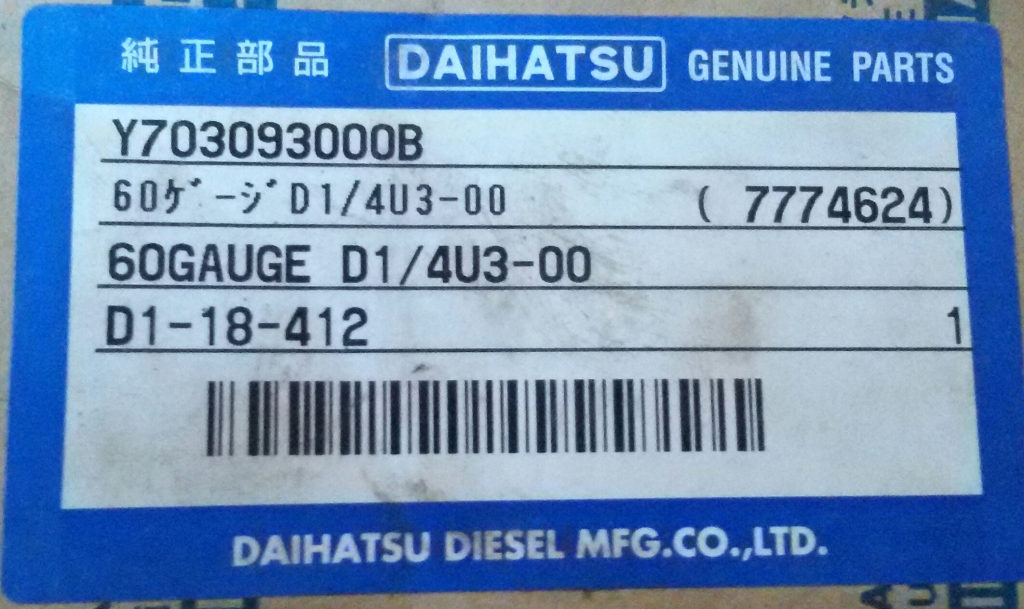 純正部品 DAIHATSU GENUINE PARTS
Y703093000B
60ｹﾞｰｼﾞD1/4U3-00 (7774624)
60GAUGE D1/4U3-00
D1-18-412 1
DAIHATSU DIESEL MFG.CO.,LTD.